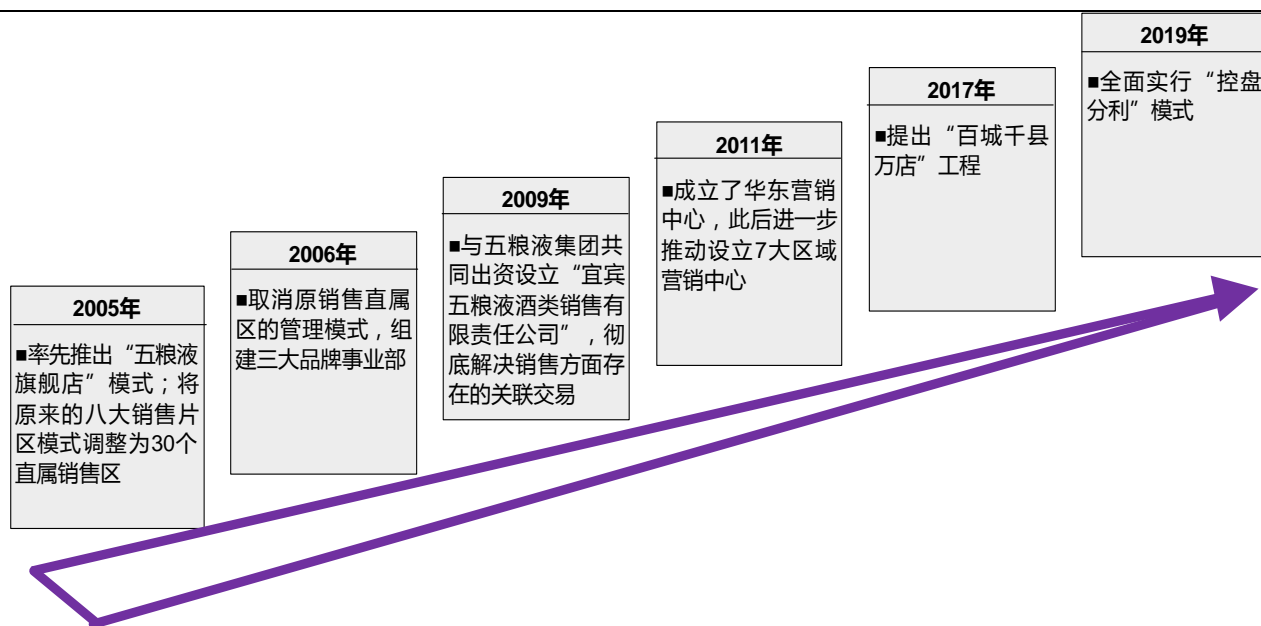 2005年
■率先推出“五粮液
旗舰店”模式；将
原来的八大销售片
区模式调整为30个
直属销售区
2006年
■取消原销售直属
区的管理模式，组
建三大品牌事业部
2009年
■与五粮液集团共
同出资设立“宜宾
五粮液酒类销售有
限责任公司”，彻
底解决销售方面存
在的关联交易
2011年
■成立了华东营销
中心，此后进一步
推动设立7大区域
营销中心
2017年
■提出“百城千县
万店”工程
2019年
■全面实行“控盘
分利”模式